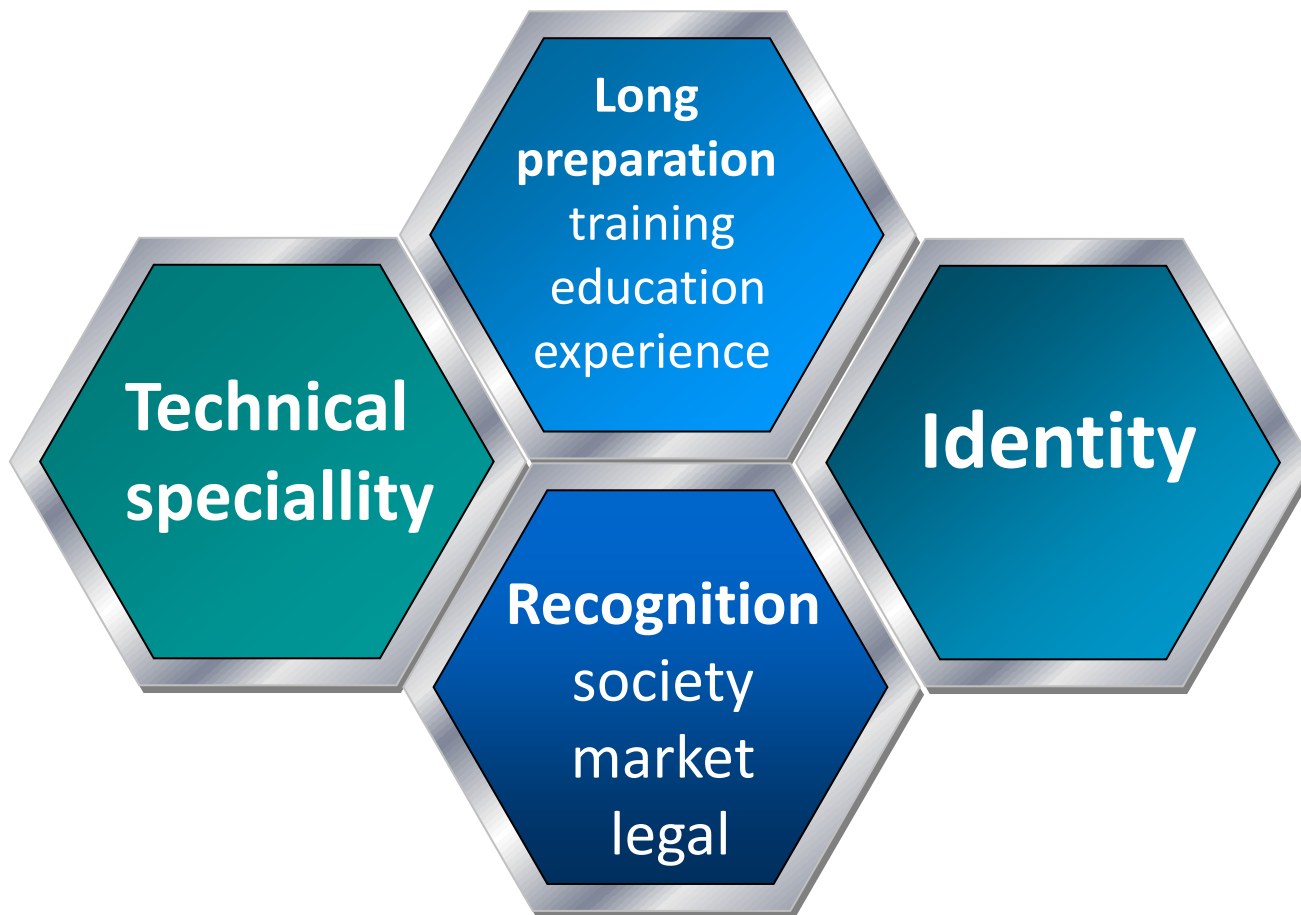 Long
preparation
training
education
experience
Technical
speciallity
Identity
Recognition
society
market
legal